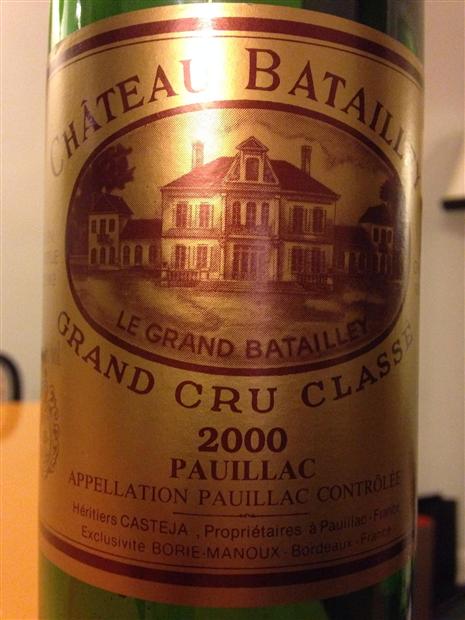 CHÂTEAU BATAILLEY
LE GRAND BATAILLEY
GRAND CRU CLASSÉ
2000
PAUILLAC
APPELLATION PAUILLAC CONTRÔLÉE
Héritiers CASTEJA , Propriétaires à Pauillac - France
Exclusivite BORIE-MANOUX - Bordeaux - France